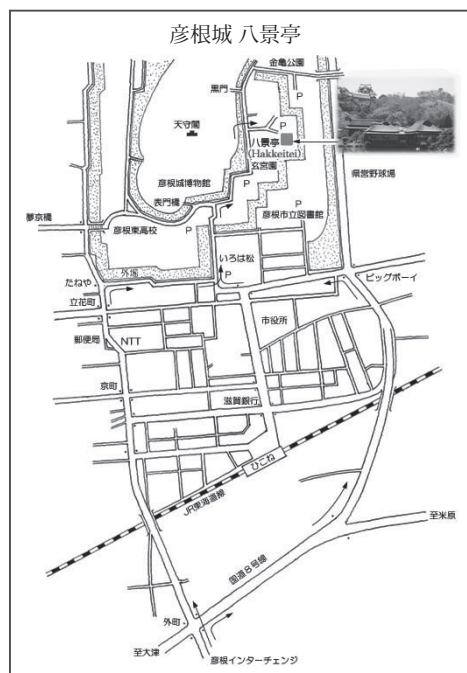 彦根城 八景亭
金亀公園
黒門
P
天守閣
P
八景亭
(Hakkeitei)
玄宮園
県営野球場
彦根城博物館
P
表門橋
夢京橋
彦根東高校
P
彦根市立図書館
P
いろは松
外堀
P
たねや
ビッグボーイ
立花町
市役所
郵便局
NTT
京町
滋賀銀行
ひこね
JR東海道線
至米原
国道8号線
外町
至大津
彦根インターチェンジ